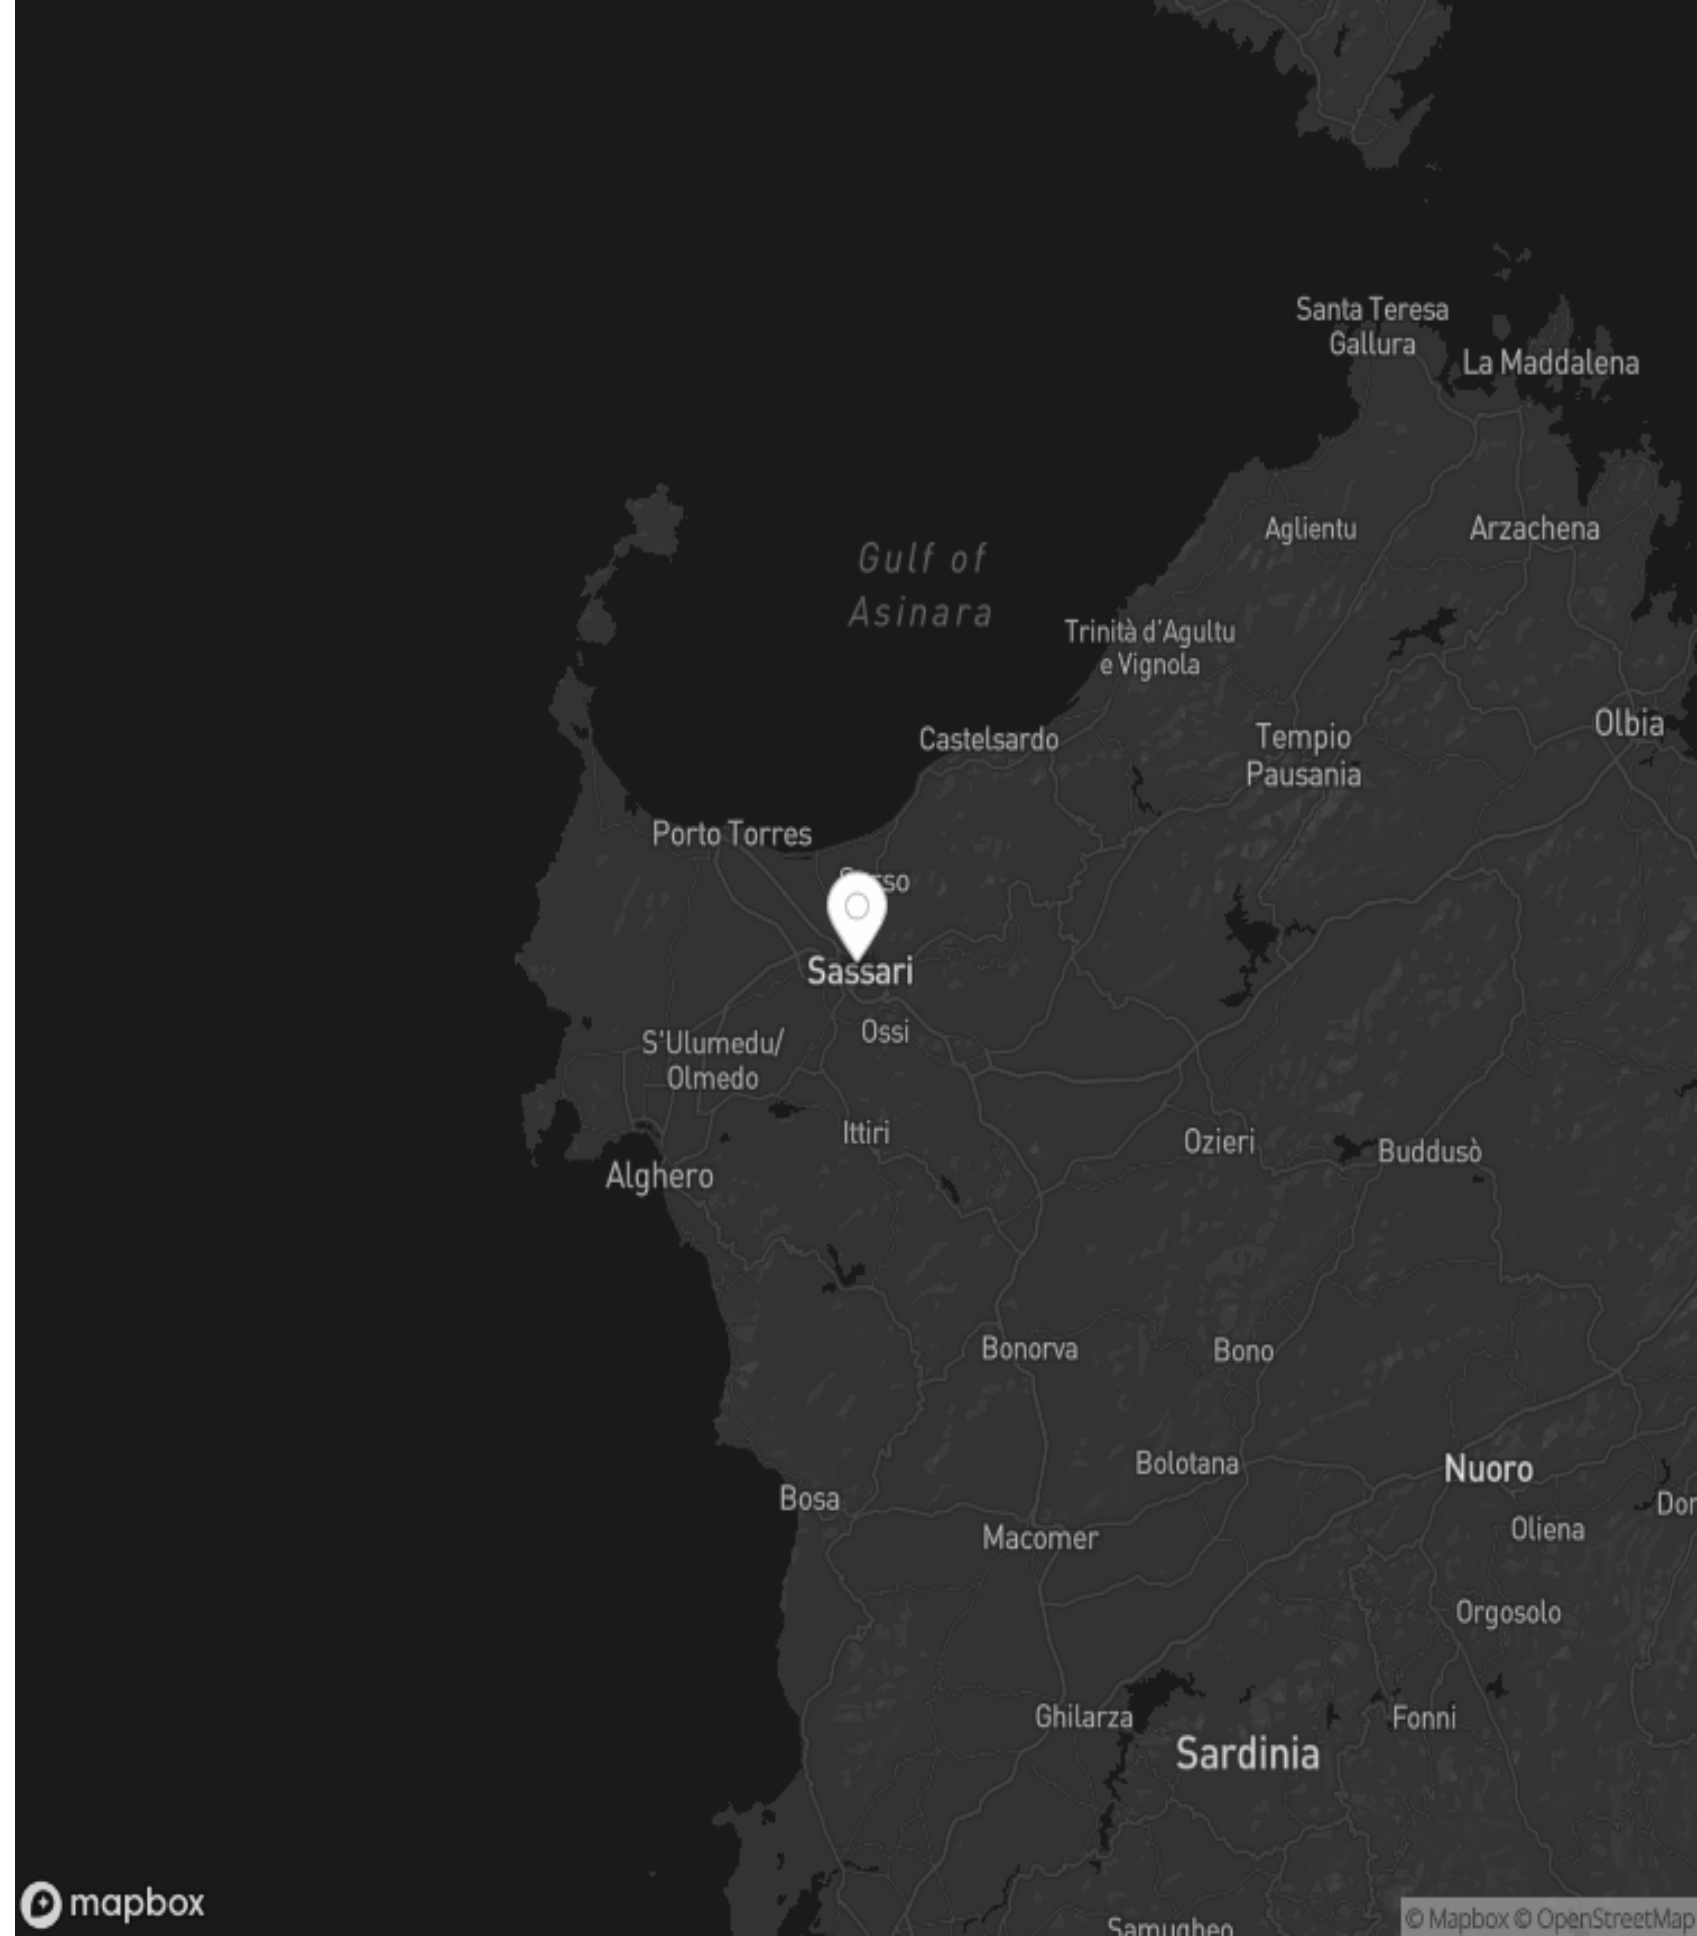 Santa Teresa
Gallura
La Maddalena
Gulf of
Asinara
Aglientu
Arzachena
Trinità d'Agultu
e Vignola
Castelsardo
Tempio
Pausania
Olbia
Porto Torres
Sassari
Ossi
S'Ulumedu/
Olmedo
Ittiri
Ozieri
Buddusò
Alghero
Bonorva
Bono
Bolotana
Nuoro
Bosa
Oliena
Macomer
Orgosolo
Ghilarza
Fonni
Sardinia
mapbox
© Mapbox © OpenStreetMap